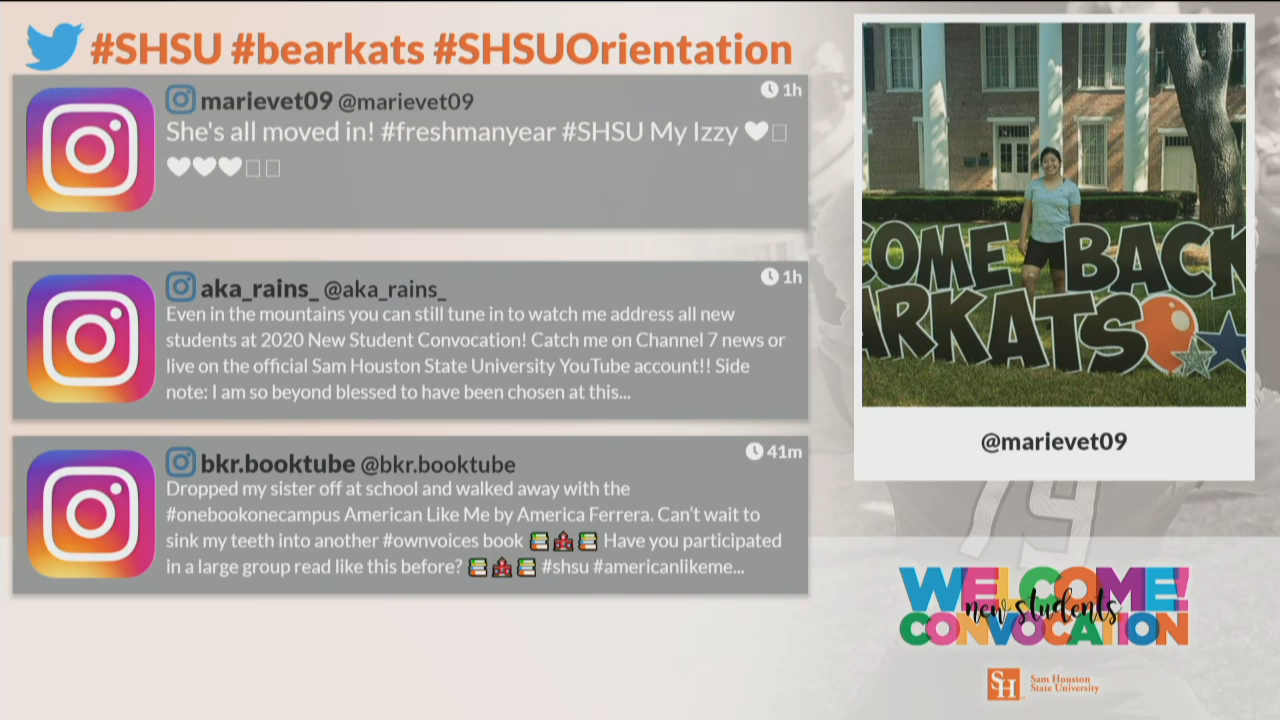 #SHSU #bearkats #SHSUOrientation
marievet09 @marievet09
1h
She's all moved in! #freshmanyear #SHSU My Izzy 🤍□
🤍🤍🤍□□
aka_rains_ @aka_rains_
1h
Even in the mountains you can still tune in to watch me address all new
students at 2020 New Student Convocation! Catch me on Channel 7 news or
live on the official Sam Houston State University YouTube account!! Side
note: I am so beyond blessed to have been chosen at this...
bkr.booktube @bkr.booktube
41m
Dropped my sister off at school and walked away with the
#onebookonecampus American Like Me by America Ferrera. Can’t wait to
sink my teeth into another #ownvoices book 📚🏫📚 Have you participated
in a large group read like this before? 📚🏫📚 #shsu #americanlikeme...
COME BACK
ARKATS
@marievet09
79
WELCOME!
new students
CONVOCATION
SH
Sam Houston
State University